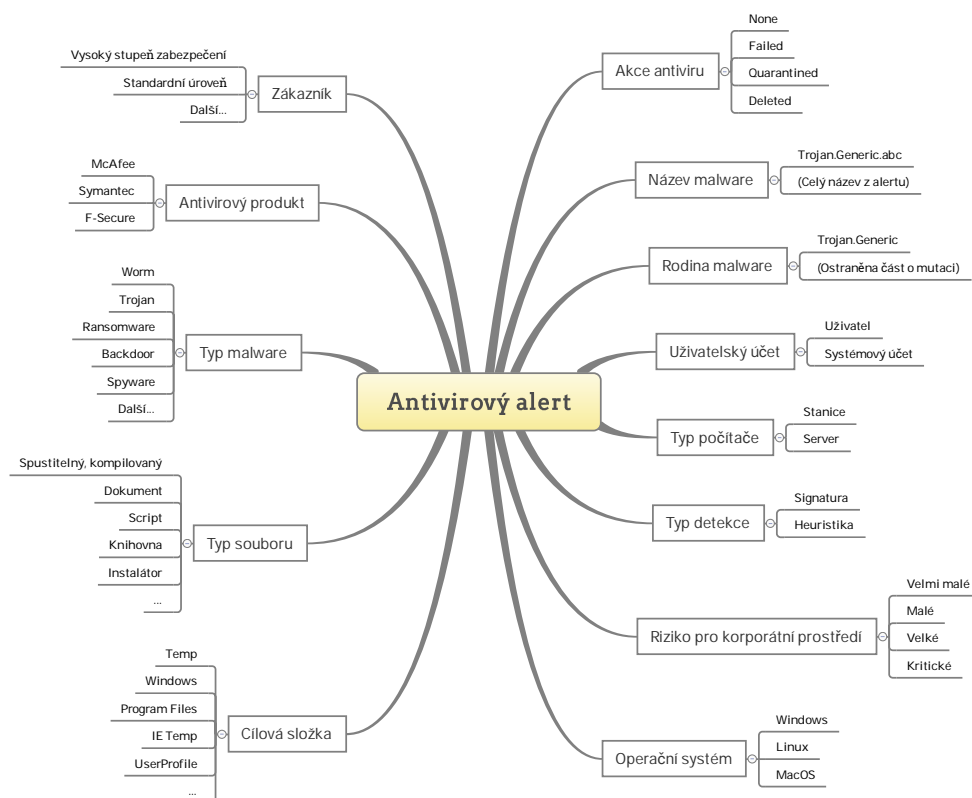 Antivirový alert
Zákazník
Vysoký stupeň zabezpečení
Standardní úroveň
Další...
Antivirový produkt
McAfee
Symantec
F-Secure
Typ malware
Worm
Trojan
Ransomware
Backdoor
Spyware
Další...
Typ souboru
Spustitelný, kompilovaný
Dokument
Script
Knihovna
Instalátor
...
Cílová složka
Temp
Windows
Program Files
IE Temp
UserProfile
...
Akce antiviru
None
Failed
Quarantined
Deleted
Název malware
Trojan.Generic.abc
(Celý název z alertu)
Rodina malware
Trojan.Generic
(Ostraněna část o mutaci)
Uživatelský účet
Uživatel
Systémový účet
Typ počítače
Stanice
Server
Typ detekce
Signatura
Heuristika
Riziko pro korporátní prostředí
Velmi malé
Malé
Velké
Kritické
Operační systém
Windows
Linux
MacOS